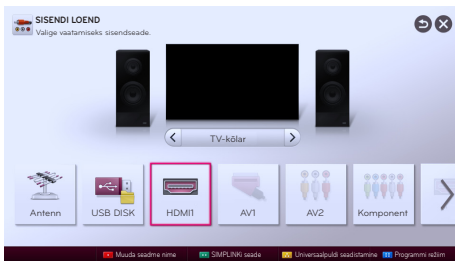 SISENDI LOEND
Valige vaatamiseks sisendseade.
TV-kõlar
Antenn
USB DISK
HDMI1
AV1
AV2
Komponent
Muuda seadme nime
SIMPLINKi seade
Universaalpuldi seadistamine
Programmi režiim